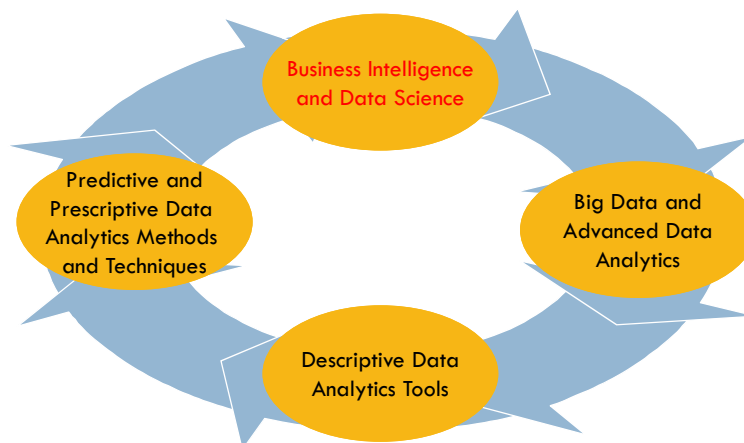 Business Intelligence
and Data Science
Predictive and
Prescriptive Data
Analytics Methods
and Techniques
Big Data and
Advanced Data
Analytics
Descriptive Data
Analytics Tools